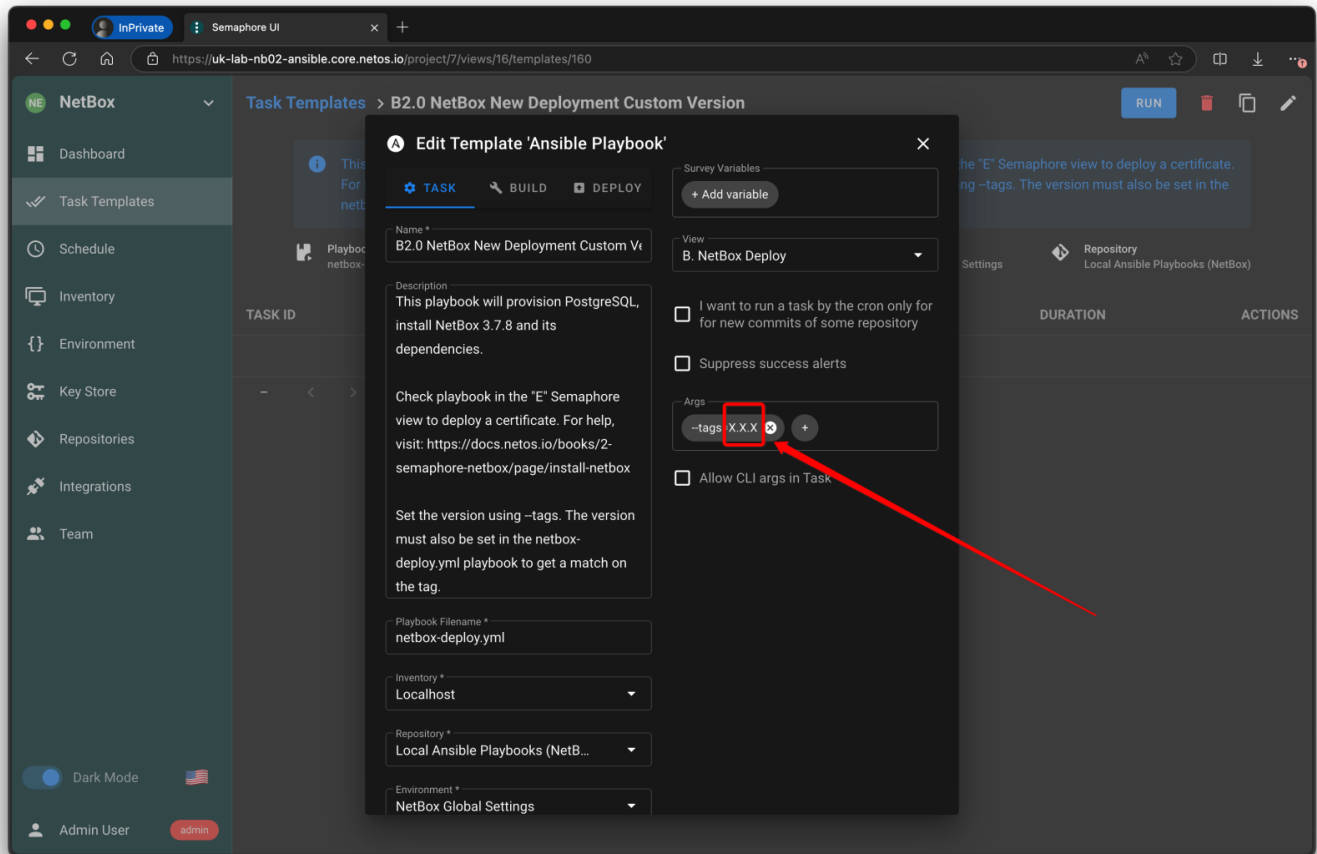 InPrivate
Semaphore UI
https://uk-lab-nb02-ansible.core.netos.io/project/7/views/16/templates/160
NE
NetBox
Dashboard
Task Templates
Schedule
Inventory
Environment
Key Store
Repositories
Integrations
Team
Dark Mode
Admin User
admin
Task Templates > B2.0 NetBox New Deployment Custom Version
RUN
This
he "E" Semaphore view to deploy a certificate.
For
ng --tags. The version must also be set in the
netb
Playboo
netbox-
Settings
Repository
Local Ansible Playbooks (NetBox)
TASK ID
DURATION
ACTIONS
A
Edit Template 'Ansible Playbook'
TASK
BUILD
DEPLOY
Name *
B2.0 NetBox New Deployment Custom Ve
Description
This playbook will provision PostgreSQL,
install NetBox 3.7.8 and its
dependencies.
Check playbook in the "E" Semaphore
view to deploy a certificate. For help,
visit: https://docs.netos.io/books/2-
semaphore-netbox/page/install-netbox
Set the version using --tags. The version
must also be set in the netbox-
deploy.yml playbook to get a match on
the tag.
Playbook Filename *
netbox-deploy.yml
Inventory *
Localhost
Repository *
Local Ansible Playbooks (NetB...
Environment *
NetBox Global Settings
Survey Variables
+ Add variable
View
B. NetBox Deploy
I want to run a task by the cron only for
for new commits of some repository
Suppress success alerts
Args
--tags X.X.X
+
Allow CLI args in Task